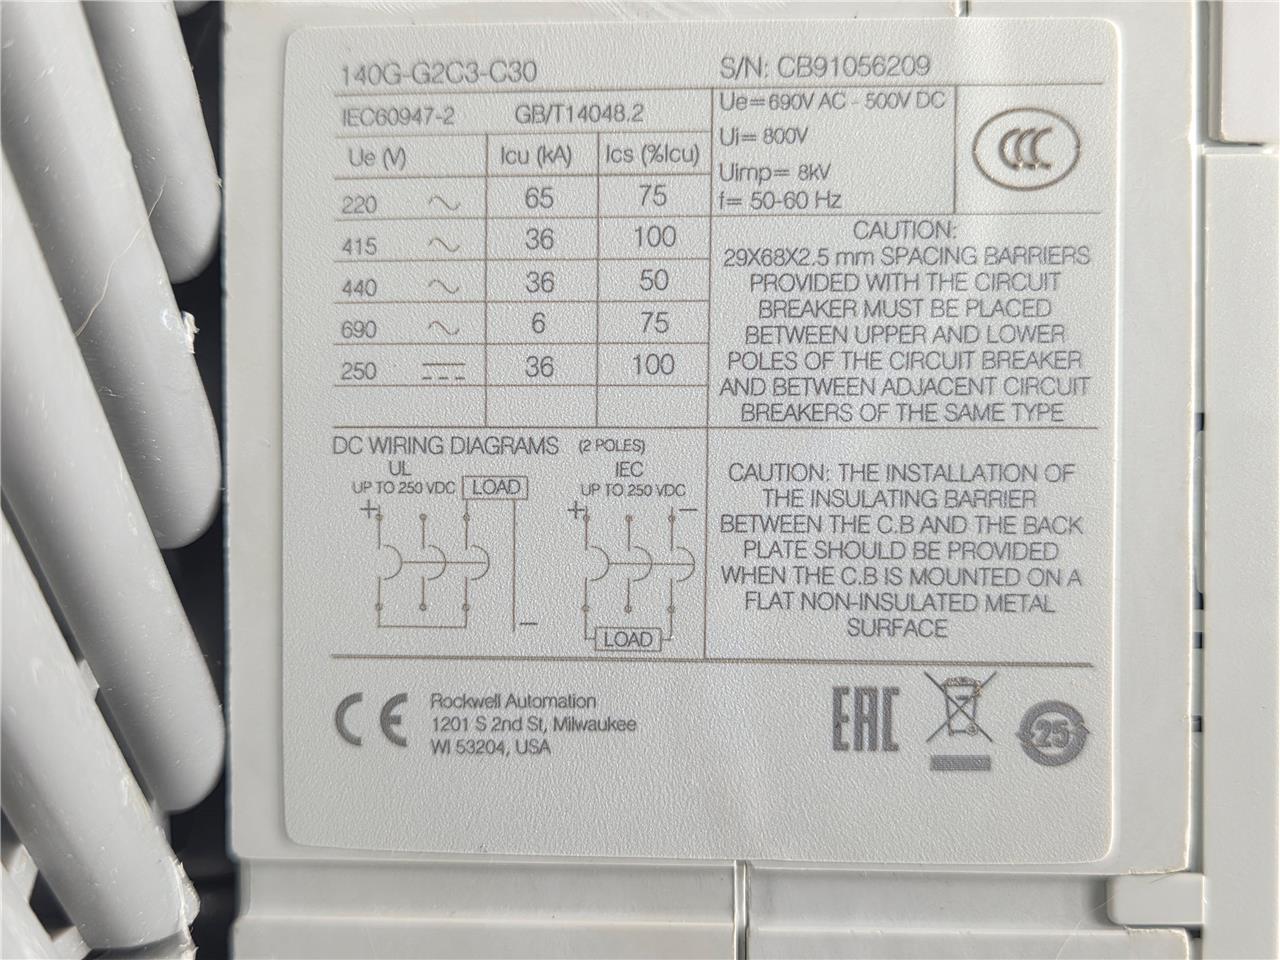 140G-G2C3-C30
S/N: CB91056209
IEC60947-2 GB/T14048.2
Ue (V) Icu (kA) Ics (%Icu)
220 ~ 65 75
415 ~ 36 100
440 ~ 36 50
690 ~ 6 75
250 ⎓ 36 100
Ue=690V AC - 500V DC
Ui= 800V
Uimp= 8kV
f= 50-60 Hz
CCC
CAUTION:
29X68X2.5 mm SPACING BARRIERS
PROVIDED WITH THE CIRCUIT
BREAKER MUST BE PLACED
BETWEEN UPPER AND LOWER
POLES OF THE CIRCUIT BREAKER
AND BETWEEN ADJACENT CIRCUIT
BREAKERS OF THE SAME TYPE
DC WIRING DIAGRAMS (2 POLES)
UL
UP TO 250 VDC LOAD
+
−
IEC
UP TO 250 VDC
+ −
LOAD
CAUTION: THE INSTALLATION OF
THE INSULATING BARRIER
BETWEEN THE C.B AND THE BACK
PLATE SHOULD BE PROVIDED
WHEN THE C.B IS MOUNTED ON A
FLAT NON-INSULATED METAL
SURFACE
CE
Rockwell Automation
1201 S 2nd St, Milwaukee
WI 53204, USA
EAC
25